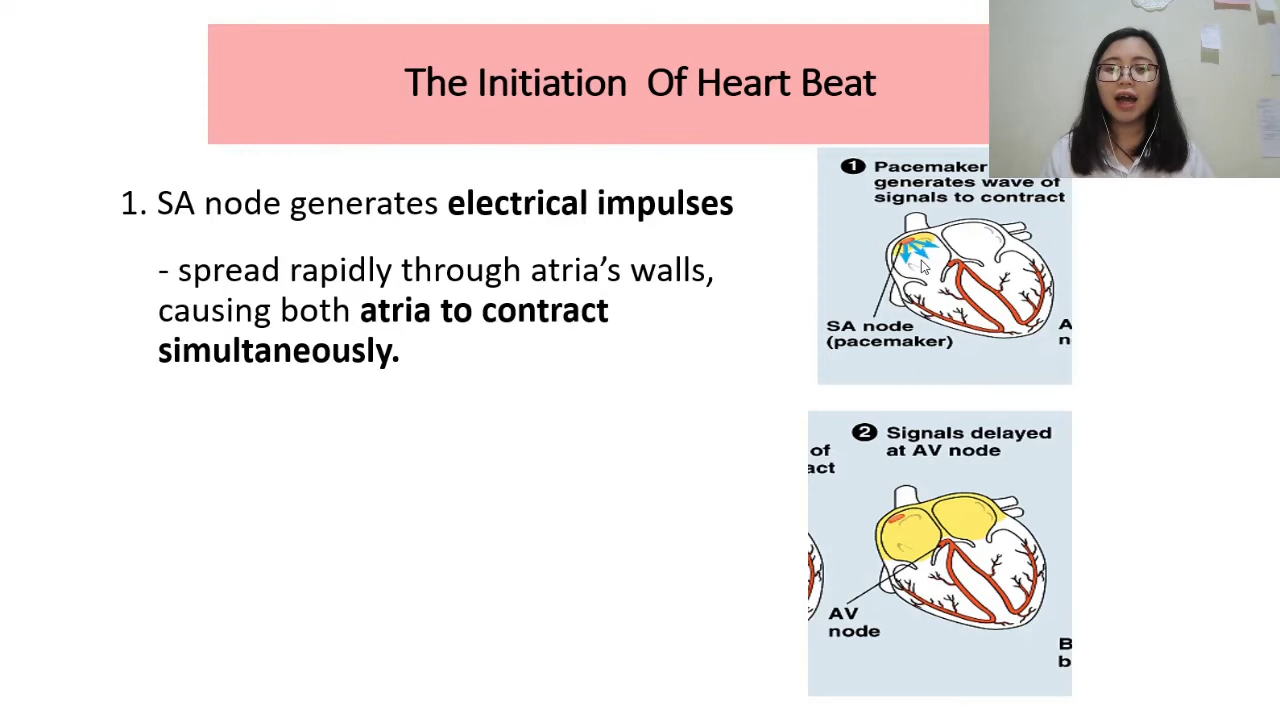 The Initiation Of Heart Beat
1. SA node generates electrical impulses
- spread rapidly through atria’s walls,
causing both atria to contract
simultaneously.
1 Pacemaker
generates wave of
signals to contract
SA node
(pacemaker)
A
n
2 Signals delayed
at AV node
of
act
AV
node
B
b